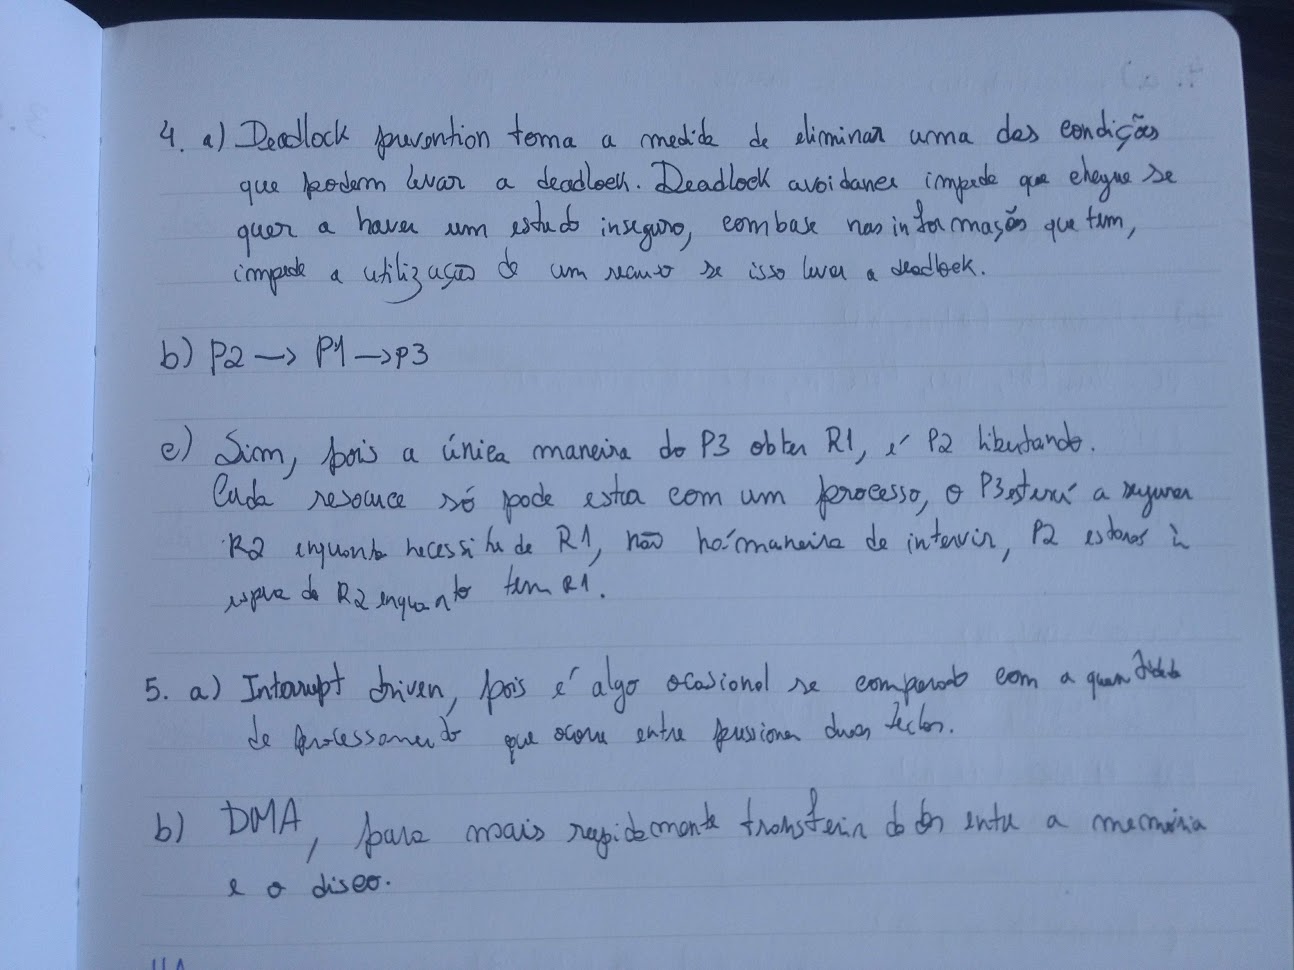 4. a) Deadlock prevention toma a medida de eliminar uma das condições
que podem levar a deadlock. Deadlock avoidance impede que chegue se
quer a haver um estado inseguro, com base nas informações que tem,
impede a utilização de um recurso se isso levar a deadlock.
b) P2 → P1 → P3
c) Sim, pois a única maneira do P3 obter R1, é P2 libertando.
Cada resouce só pode estra com um processo, o P3 estará a segurar
R2 enquanto necessita de R1, não há maneira de intervir, P2 estará à
espera de R2 enquanto tem R1.
5. a) Interrupt driven, pois é algo ocasional se comparado com a quantidade
de processamento que ocorre entre pressionar duas teclas.
b) DMA, para mais rapidamente transferir dados entre a memória
e o disco.